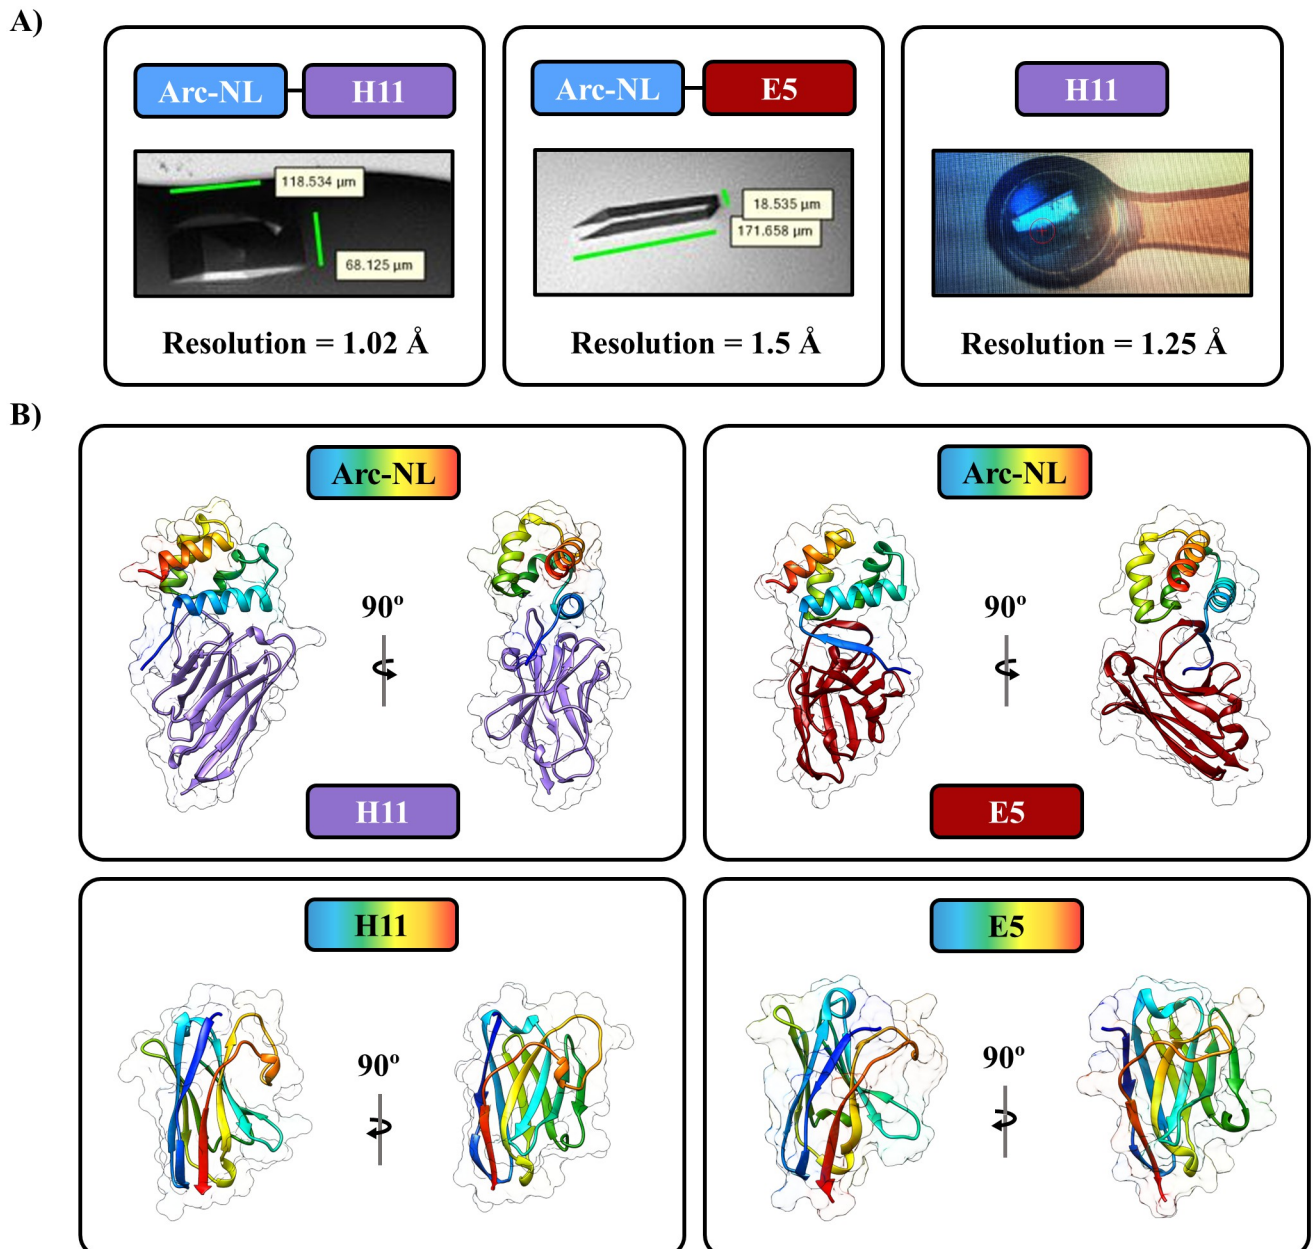 A)
Arc-NL H11
118.534 µm
68.125 µm
Resolution = 1.02 Å
Arc-NL E5
18.535 µm
171.658 µm
Resolution = 1.5 Å
H11
Resolution = 1.25 Å
B)
Arc-NL
90º
H11
Arc-NL
90º
E5
H11
90º
E5
90º